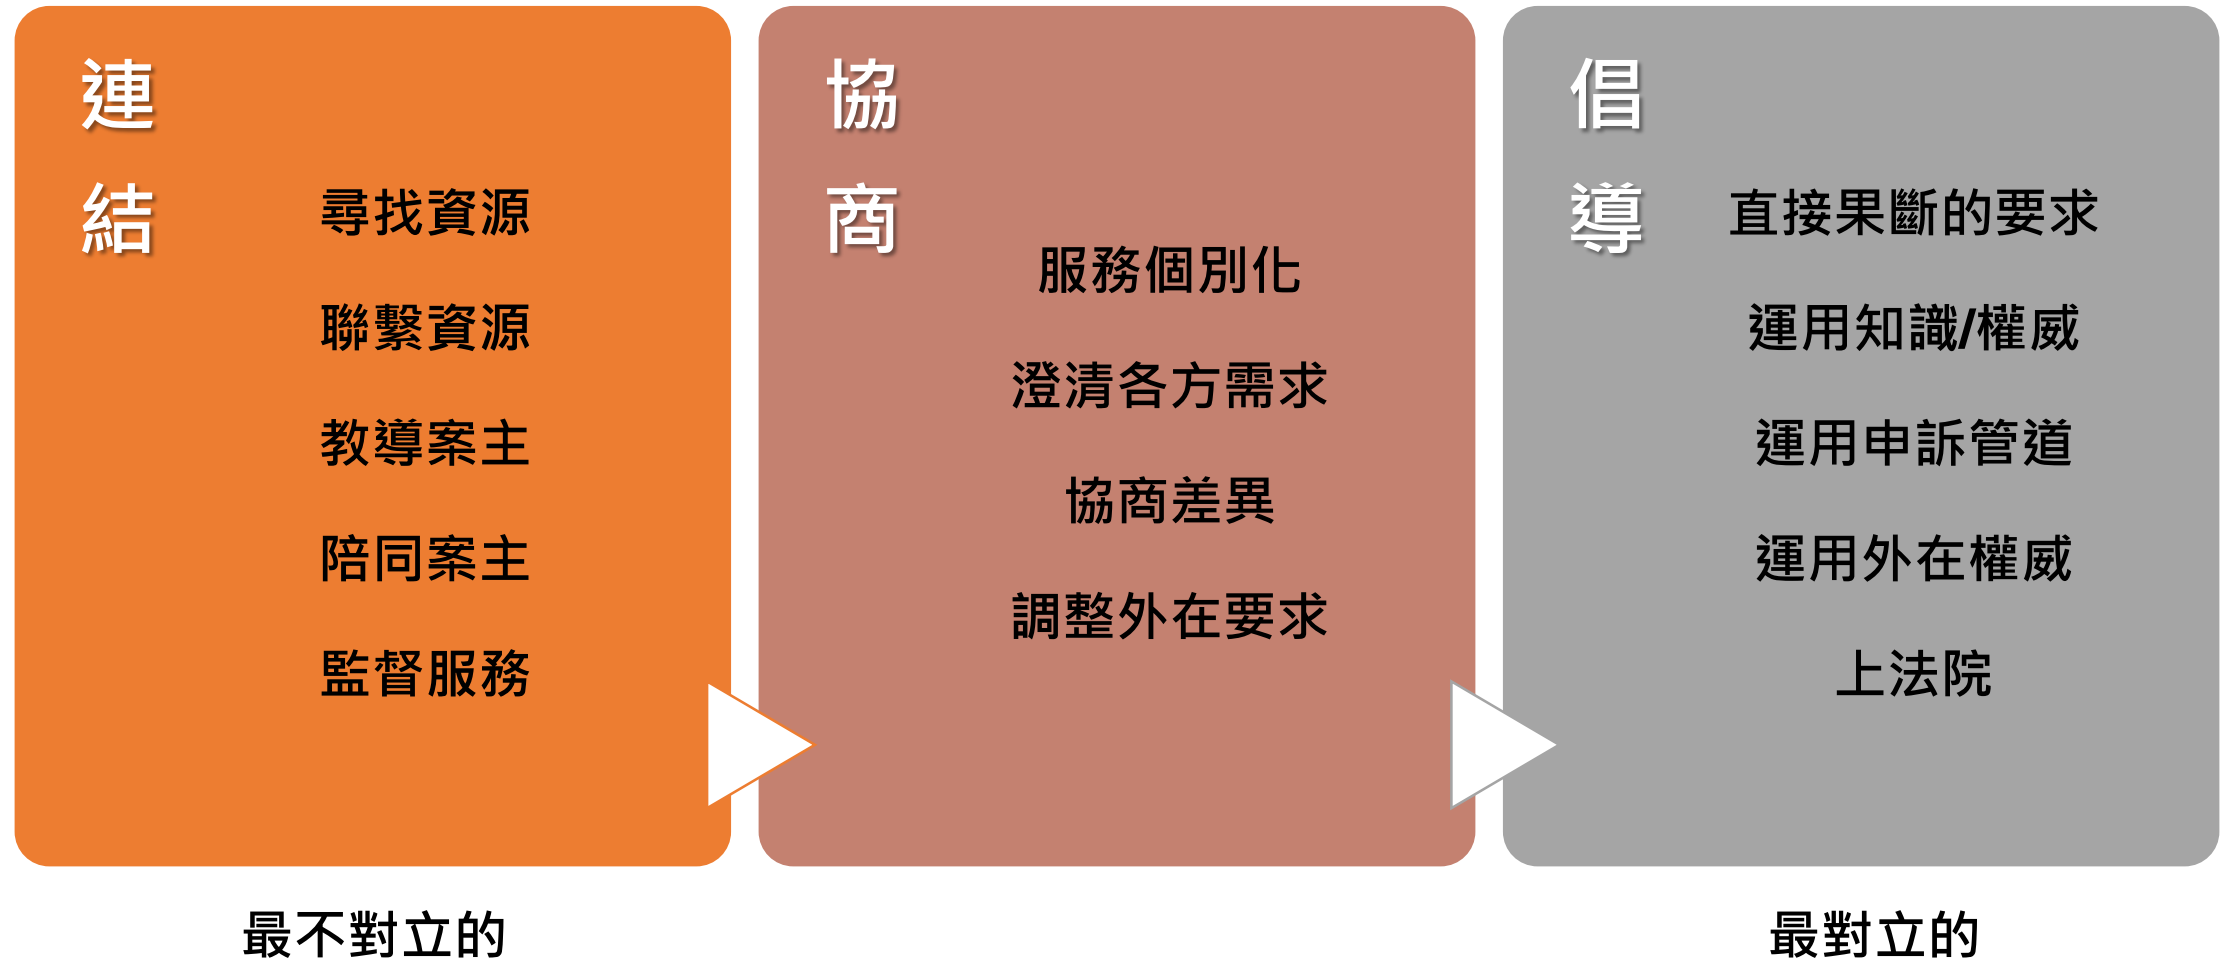 連結
尋找資源
聯繫資源
教導案主
陪同案主
監督服務
協商
服務個別化
澄清各方需求
協商差異
調整外在要求
倡導
直接果斷的要求
運用知識/權威
運用申訴管道
運用外在權威
上法院
最不對立的
最對立的